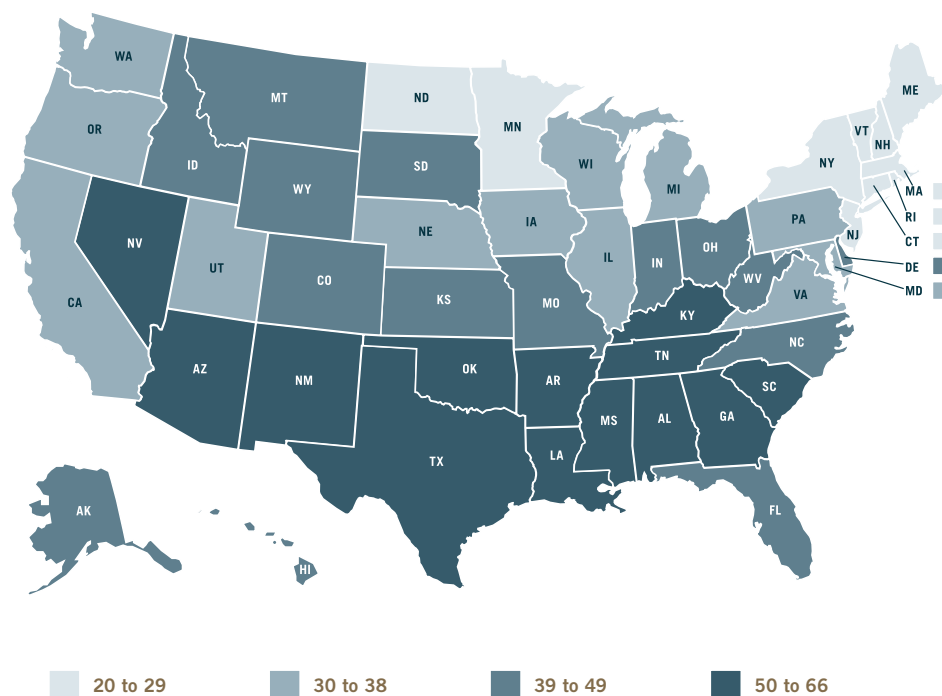 WA
OR
CA
NV
ID
MT
WY
UT
CO
AZ
NM
ND
SD
NE
KS
OK
TX
MN
IA
MO
AR
LA
WI
IL
MI
IN
OH
KY
TN
MS
AL
GA
FL
SC
NC
VA
WV
PA
NY
NJ
VT
NH
ME
MA
RI
CT
DE
MD
AK
HI
20 to 29
30 to 38
39 to 49
50 to 66